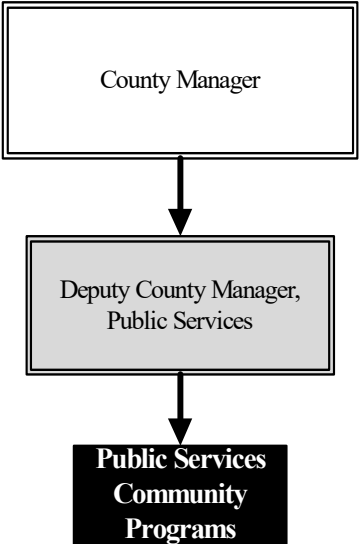 County Manager
Deputy County Manager,
Public Services
Public Services
Community
Programs